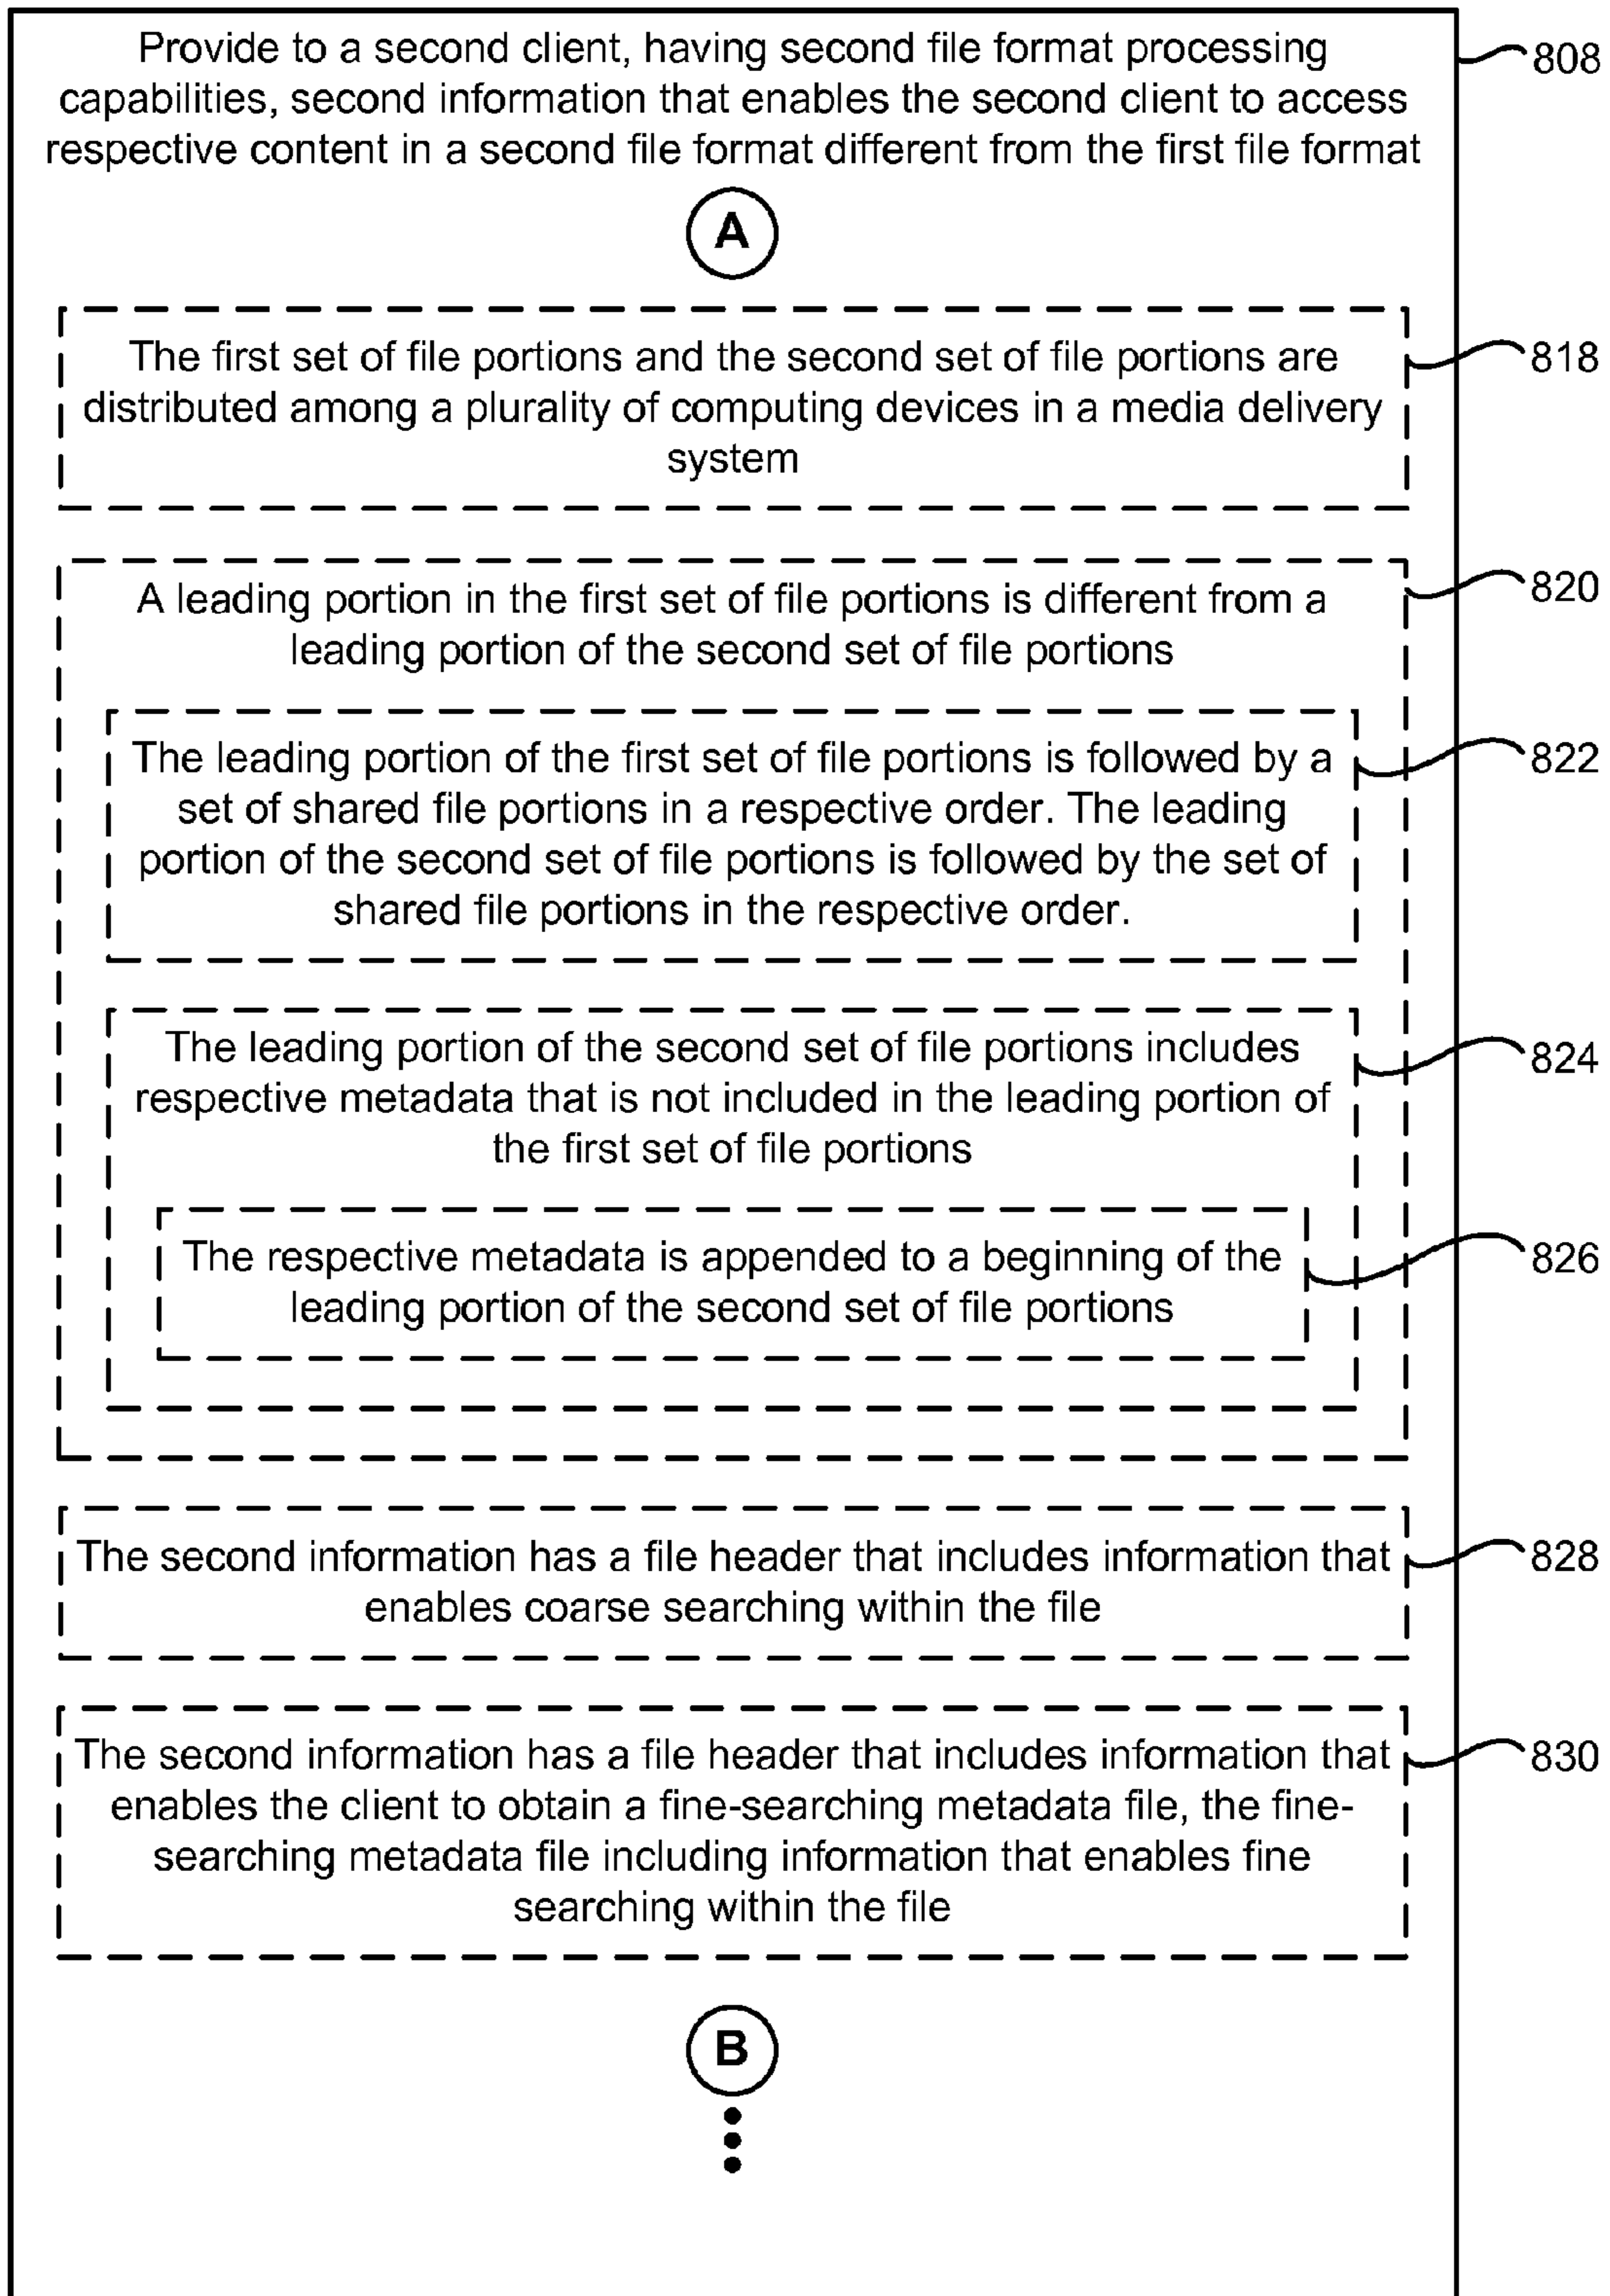 Provide to a second client, having second file format processing
capabilities, second information that enables the second client to access
respective content in a second file format different from the first file format
808
A
The first set of file portions and the second set of file portions are
distributed among a plurality of computing devices in a media delivery
system
818
A leading portion in the first set of file portions is different from a
leading portion of the second set of file portions
820
The leading portion of the first set of file portions is followed by a
set of shared file portions in a respective order. The leading
portion of the second set of file portions is followed by the set of
shared file portions in the respective order.
822
The leading portion of the second set of file portions includes
respective metadata that is not included in the leading portion of
the first set of file portions
824
The respective metadata is appended to a beginning of the
leading portion of the second set of file portions
826
The second information has a file header that includes information that
enables coarse searching within the file
828
The second information has a file header that includes information that
enables the client to obtain a fine-searching metadata file, the fine-
searching metadata file including information that enables fine
searching within the file
830
B